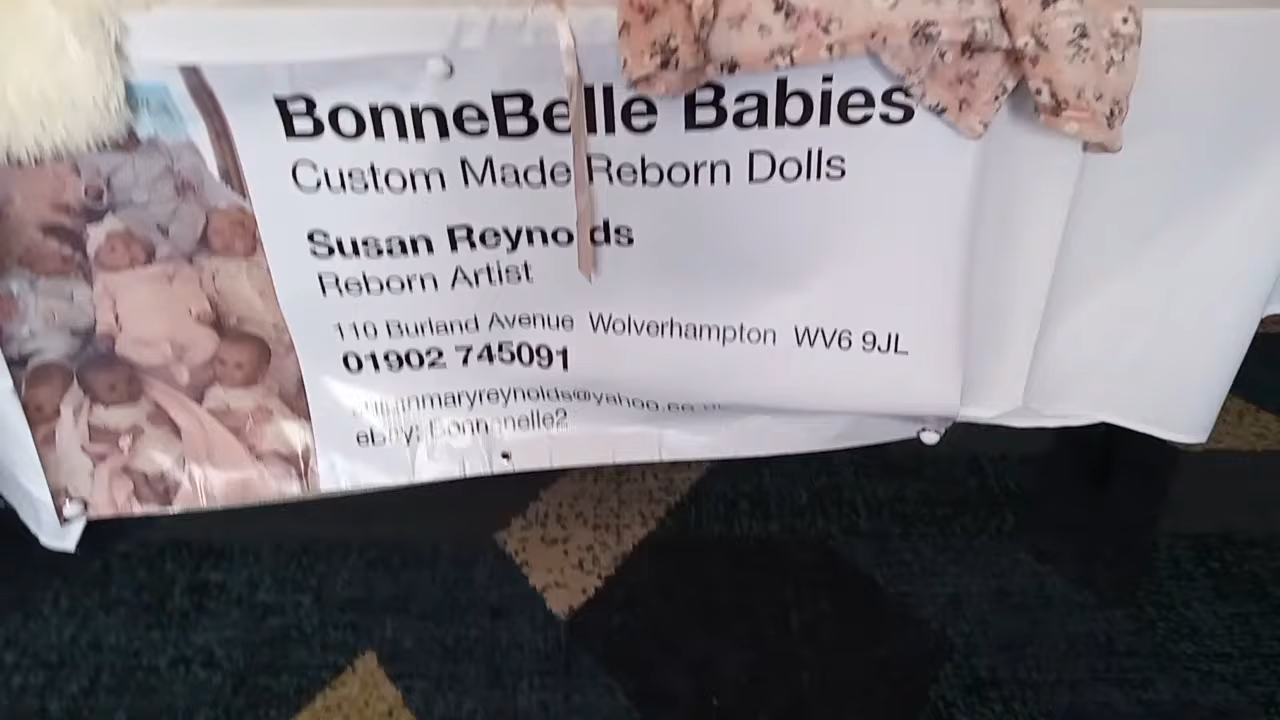 BonneBelle Babies
Custom Made Reborn Dolls
Susan Reynolds
Reborn Artist
110 Burland Avenue Wolverhampton WV6 9JL
01902 745091
ebay: